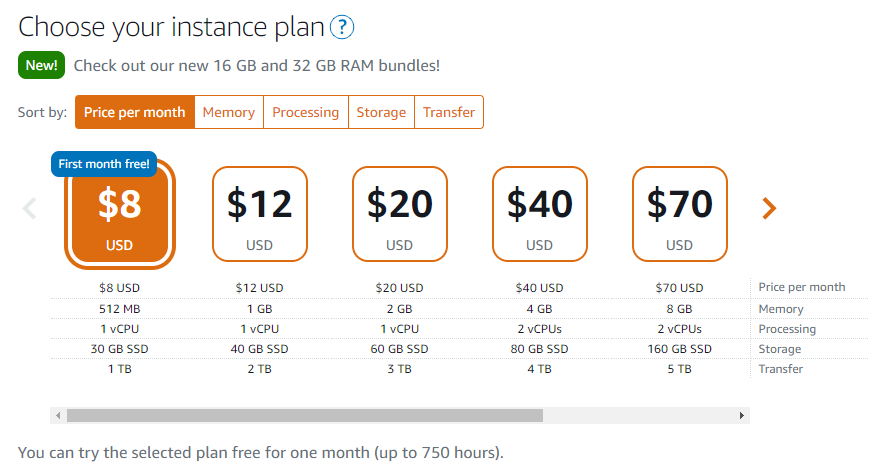 Choose your instance plan ?
New! Check out our new 16 GB and 32 GB RAM bundles!
Sort by: Price per month Memory Processing Storage Transfer
First month free!
$8 $12 $20 $40 $70
USD USD USD USD USD
$8 USD $12 USD $20 USD $40 USD $70 USD Price per month
512 MB 1 GB 2 GB 4 GB 8 GB Memory
1 vCPU 1 vCPU 1 vCPU 2 vCPUs 2 vCPUs Processing
30 GB SSD 40 GB SSD 60 GB SSD 80 GB SSD 160 GB SSD Storage
1 TB 2 TB 3 TB 4 TB 5 TB Transfer
You can try the selected plan free for one month (up to 750 hours).